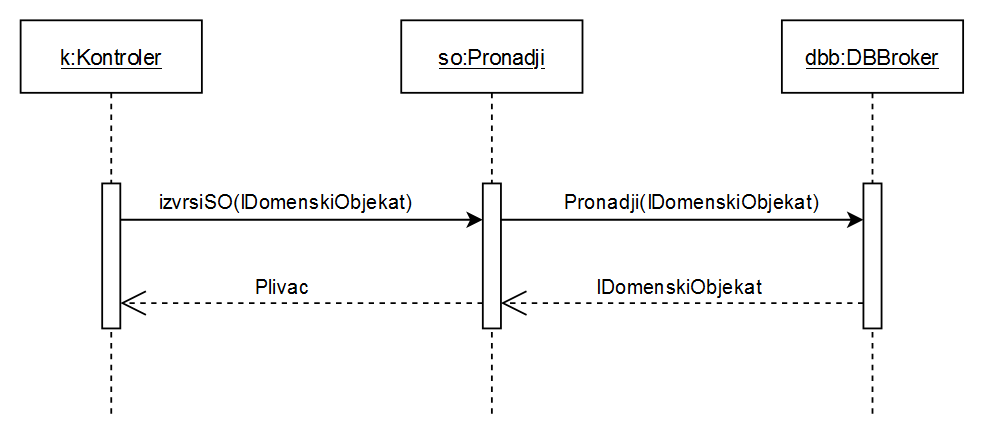 k:Kontroler
so:Pronadji
dbb:DBBroker
izvrsiSO(IDomenskiObjekat)
Pronadji(IDomenskiObjekat)
Plivac
IDomenskiObjekat